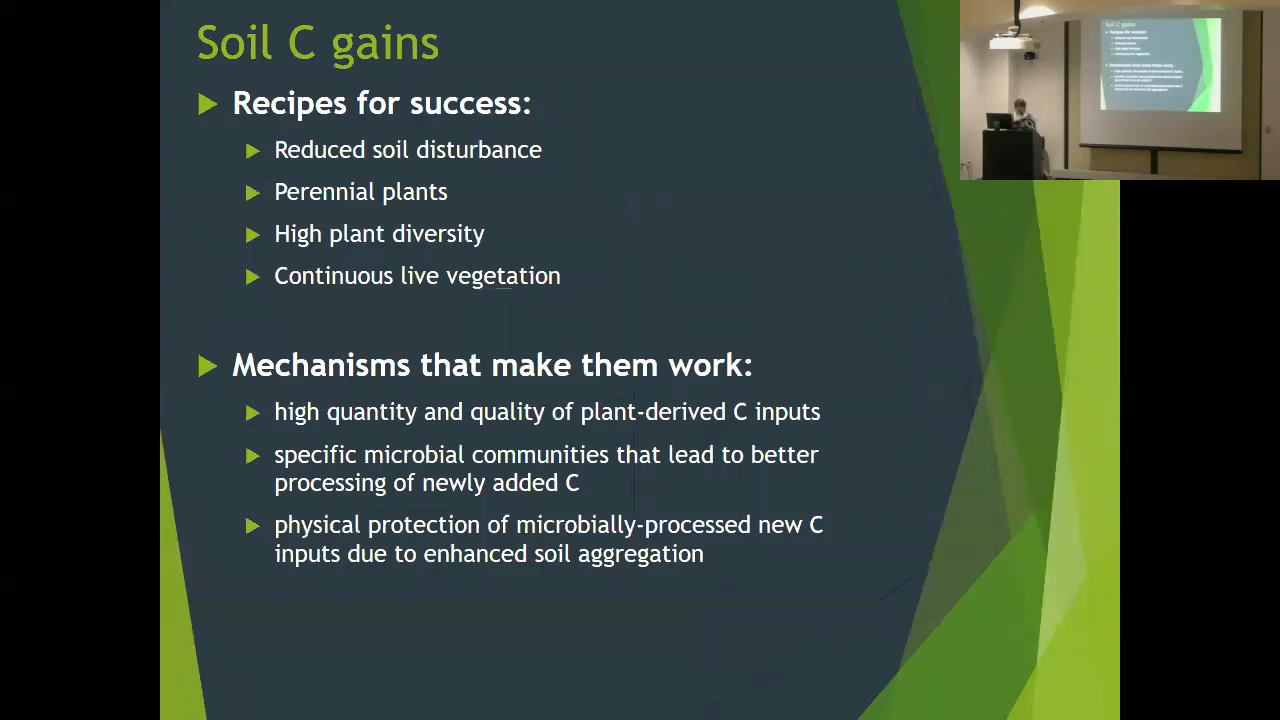 Soil C gains
Recipes for success:
Reduced soil disturbance
Perennial plants
High plant diversity
Continuous live vegetation
Mechanisms that make them work:
high quantity and quality of plant-derived C inputs
specific microbial communities that lead to better
processing of newly added C
physical protection of microbially-processed new C
inputs due to enhanced soil aggregation